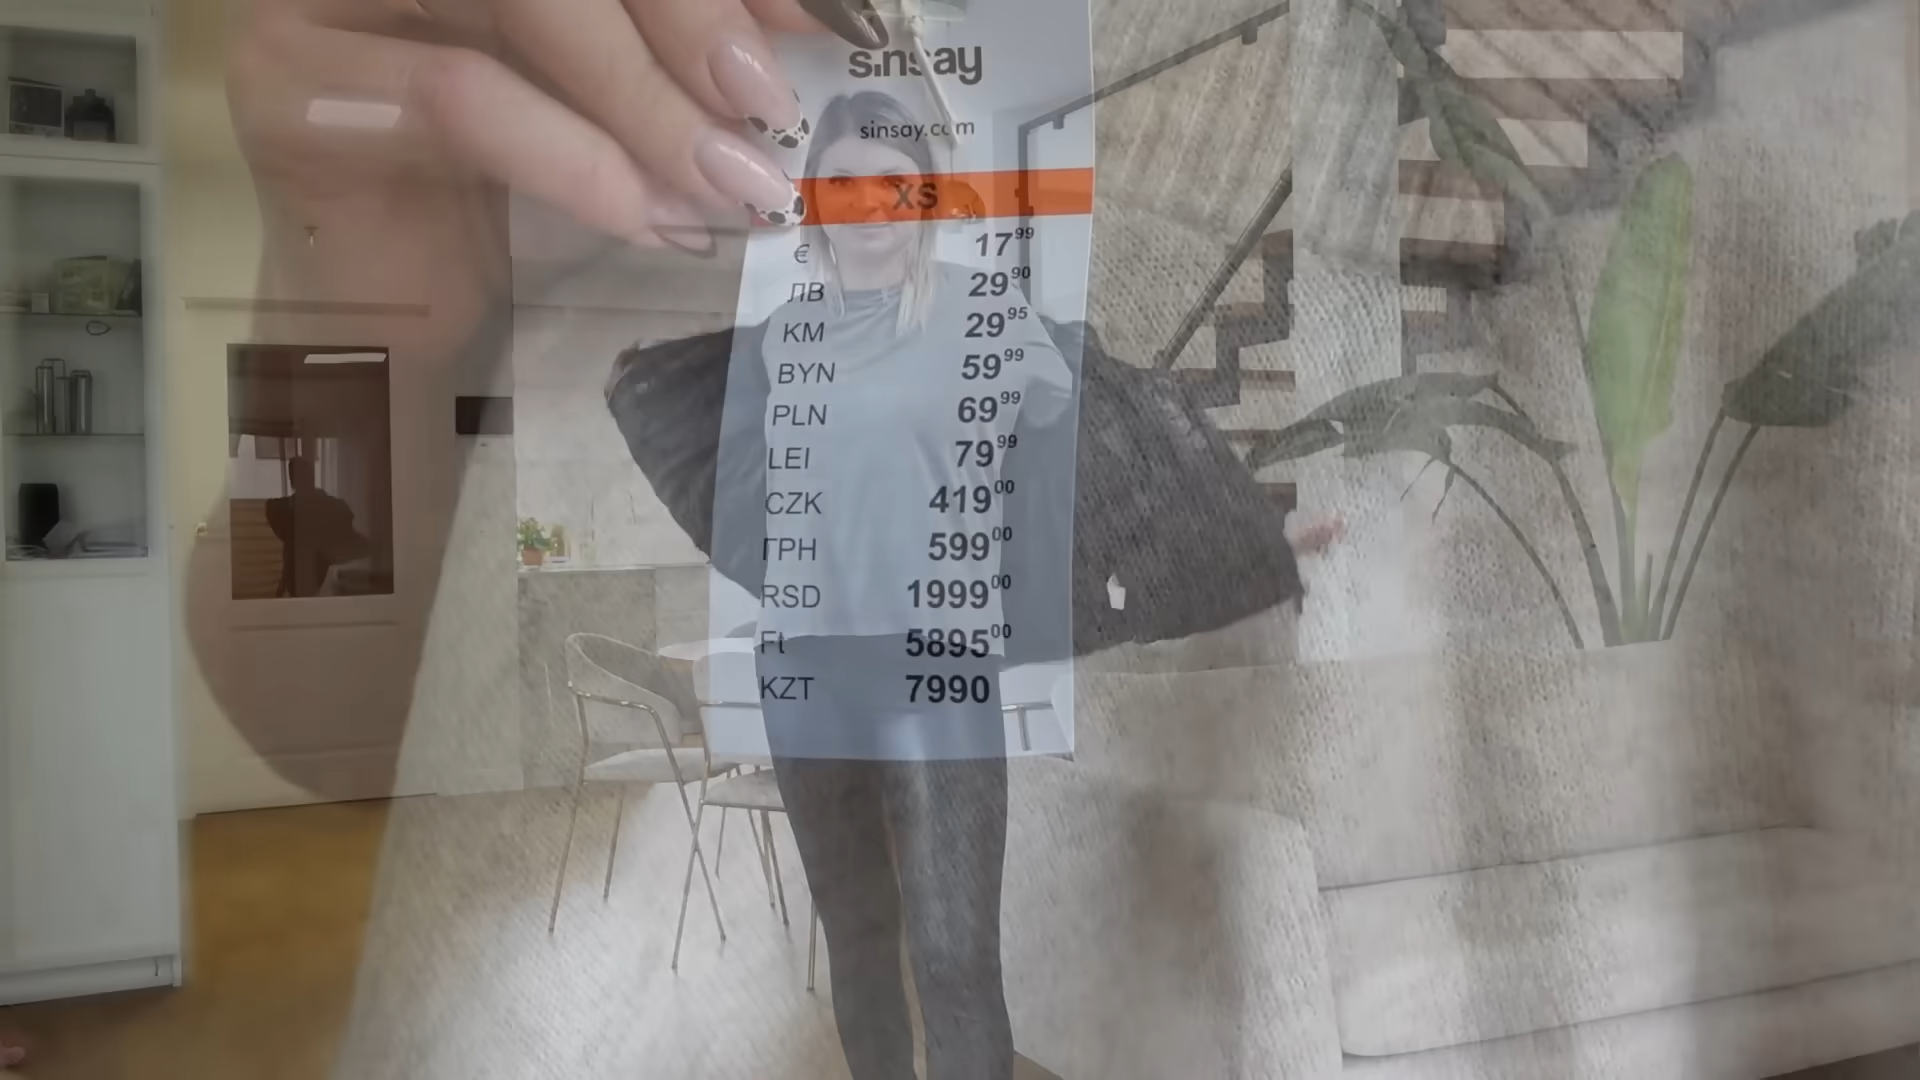 sinsay
sinsay.com
XS
€ 17⁹⁹
ЛВ 29⁹⁰
KM 29⁹⁵
BYN 59⁹⁹
PLN 69⁹⁹
LEI 79⁹⁹
CZK 419⁰⁰
ГРН 599⁰⁰
RSD 1999⁰⁰
Ft 5895⁰⁰
KZT 7990